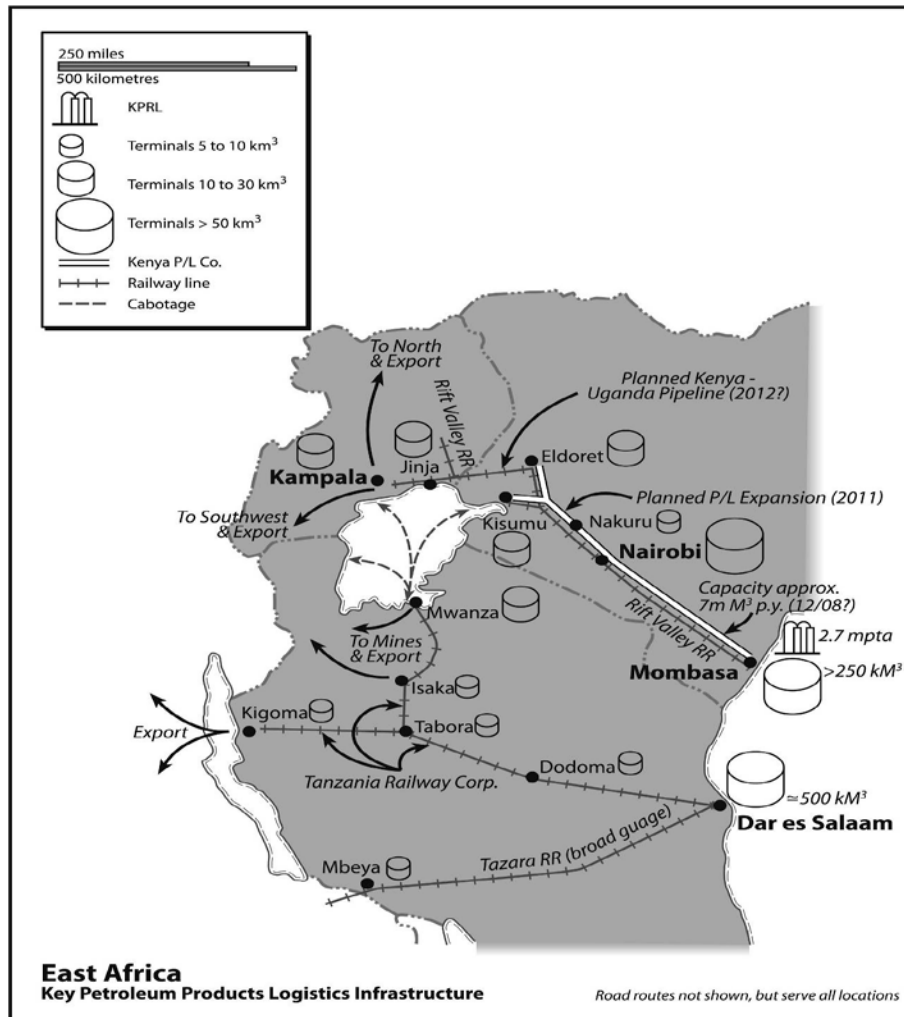 250 miles
500 kilometres
KPRL
Terminals 5 to 10 km³
Terminals 10 to 30 km³
Terminals > 50 km³
Kenya P/L Co.
Railway line
Cabotage
To North
& Export
Rift Valley RR
Planned Kenya -
Uganda Pipeline (2012?)
Kampala
Jinja
Eldoret
To Southwest
& Export
Kisumu
Planned P/L Expansion (2011)
Nakuru
Nairobi
Capacity approx.
7m M³ p.y. (12/08?)
Rift Valley RR
Mwanza
To Mines
& Export
2.7 mpta
Mombasa
>250 kM³
Isaka
Kigoma
Export
Tabora
Tanzania Railway Corp.
Dodoma
≃500 kM³
Dar es Salaam
Tazara RR (broad guage)
Mbeya
East Africa
Key Petroleum Products Logistics Infrastructure
Road routes not shown, but serve all locations